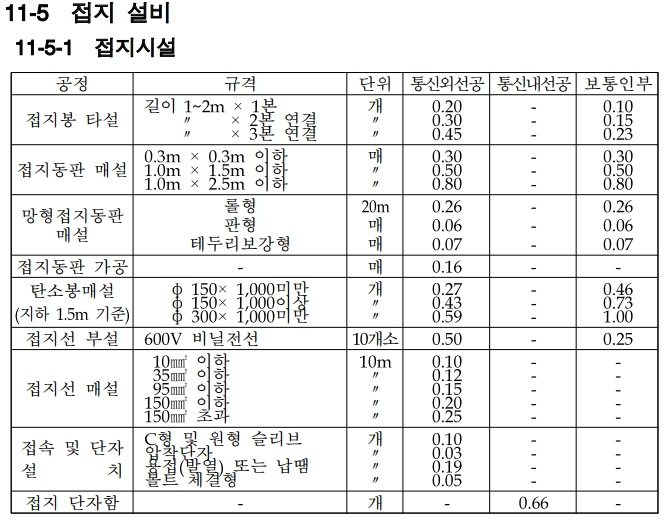 11-5 접지 설비
11-5-1 접지시설
공정 규격 단위 통신외선공 통신내선공 보통인부
접지봉 타설 길이 1~2m × 1본 개 0.20 - 0.10
〃 × 2본 연결 〃 0.30 - 0.15
〃 × 3본 연결 〃 0.45 - 0.23
접지동판 매설 0.3m × 0.3m 이하 매 0.30 - 0.30
1.0m × 1.5m 이하 〃 0.50 - 0.50
1.0m × 2.5m 이하 〃 0.80 - 0.80
망형접지동판 매설 롤형 20m 0.26 - 0.26
판형 매 0.06 - 0.06
테두리보강형 매 0.07 - 0.07
접지동판 가공 - 매 0.16 - -
탄소봉매설 (지하 1.5m 기준) ф 150× 1,000미만 개 0.27 - 0.46
ф 150× 1,000이상 〃 0.43 - 0.73
ф 300× 1,000미만 〃 0.59 - 1.00
접지선 부설 600V 비닐전선 10개소 0.50 - 0.25
접지선 매설 10㎟ 이하 10m 0.10 - -
35㎟ 이하 〃 0.12 - -
95㎟ 이하 〃 0.15 - -
150㎟ 이하 〃 0.20 - -
150㎟ 초과 〃 0.25 - -
접속 및 단자 설 치 C형 및 원형 슬리브 개 0.10 - -
압착단자 〃 0.03 - -
용접(발열) 또는 납땜 〃 0.19 - -
볼트 체결형 〃 0.05 - -
접지 단자함 - 개 - 0.66 -